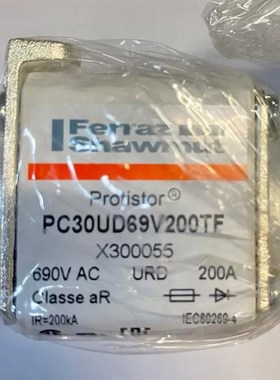 Ferraz
Shawmut
Protistor®
PC30UD69V200TF
X300055
690V AC URD 200A
Classe aR
IR=200kA IEC60269-4